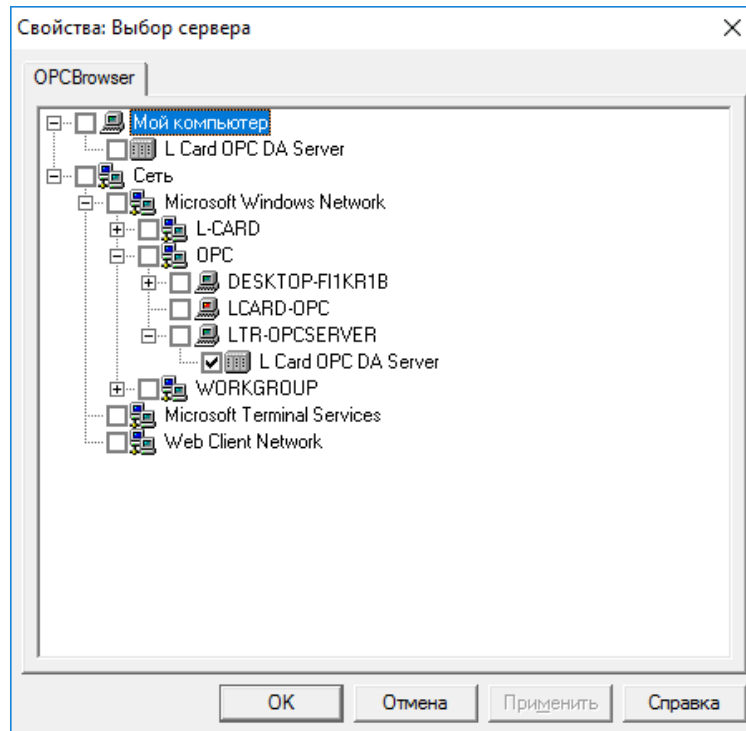 Свойства: Выбор сервера
OPCBrowser
Мой компьютер
L Card OPC DA Server
Сеть
Microsoft Windows Network
L-CARD
OPC
DESKTOP-FI1KR1B
LCARD-OPC
LTR-OPCSERVER
L Card OPC DA Server
WORKGROUP
Microsoft Terminal Services
Web Client Network
OK Отмена Применить Справка